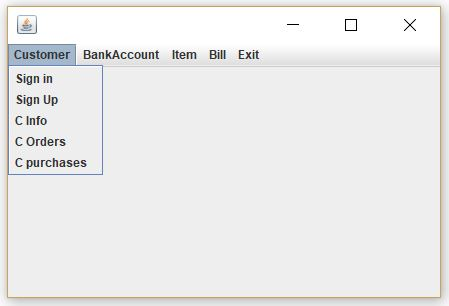 Customer BankAccount Item Bill Exit
Sign in
Sign Up
C Info
C Orders
C purchases